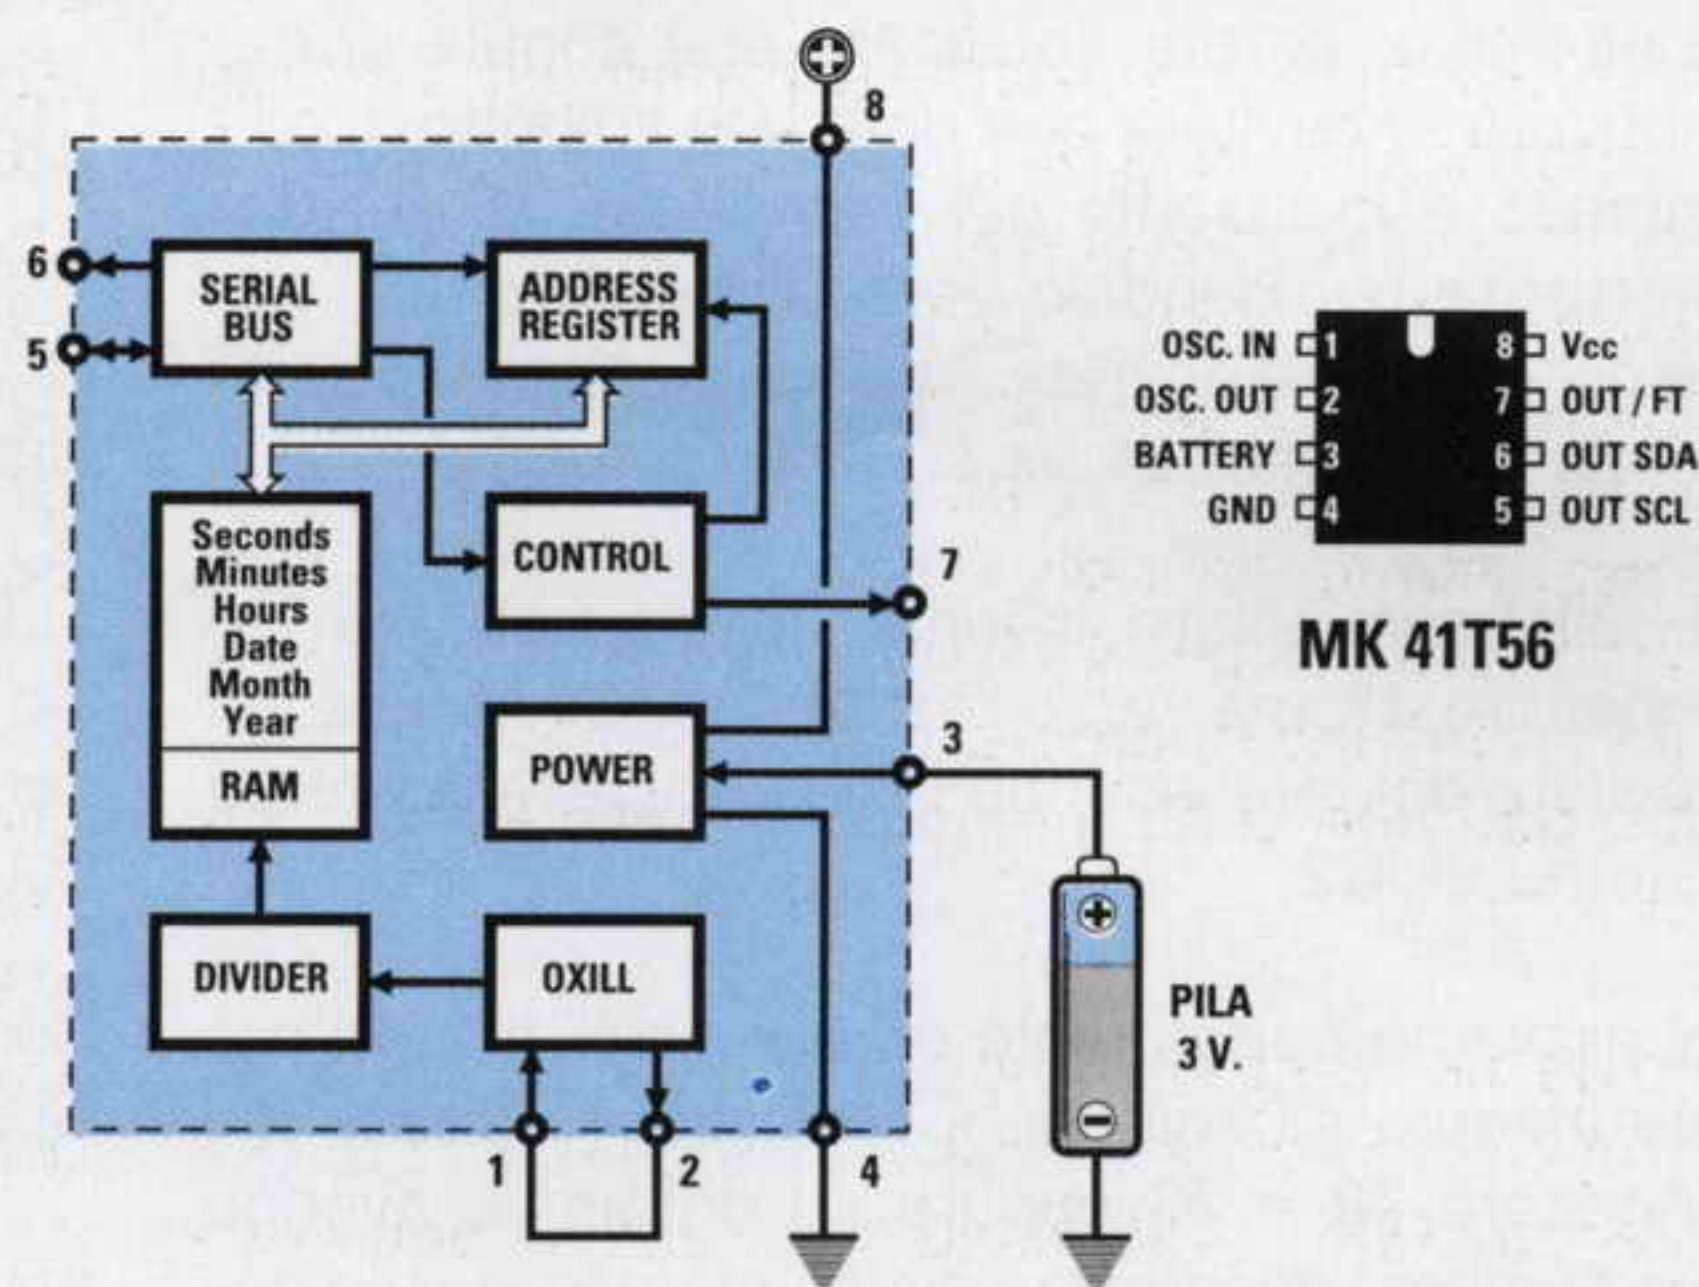 8
6
SERIAL
BUS
ADDRESS
REGISTER
5
Seconds
Minutes
Hours
Date
Month
Year
RAM
CONTROL
7
POWER
3
DIVIDER
OXILL
1
2
4
PILA
3 V.
OSC. IN 1 8 Vcc
OSC. OUT 2 7 OUT / FT
BATTERY 3 6 OUT SDA
GND 4 5 OUT SCL
MK 41T56